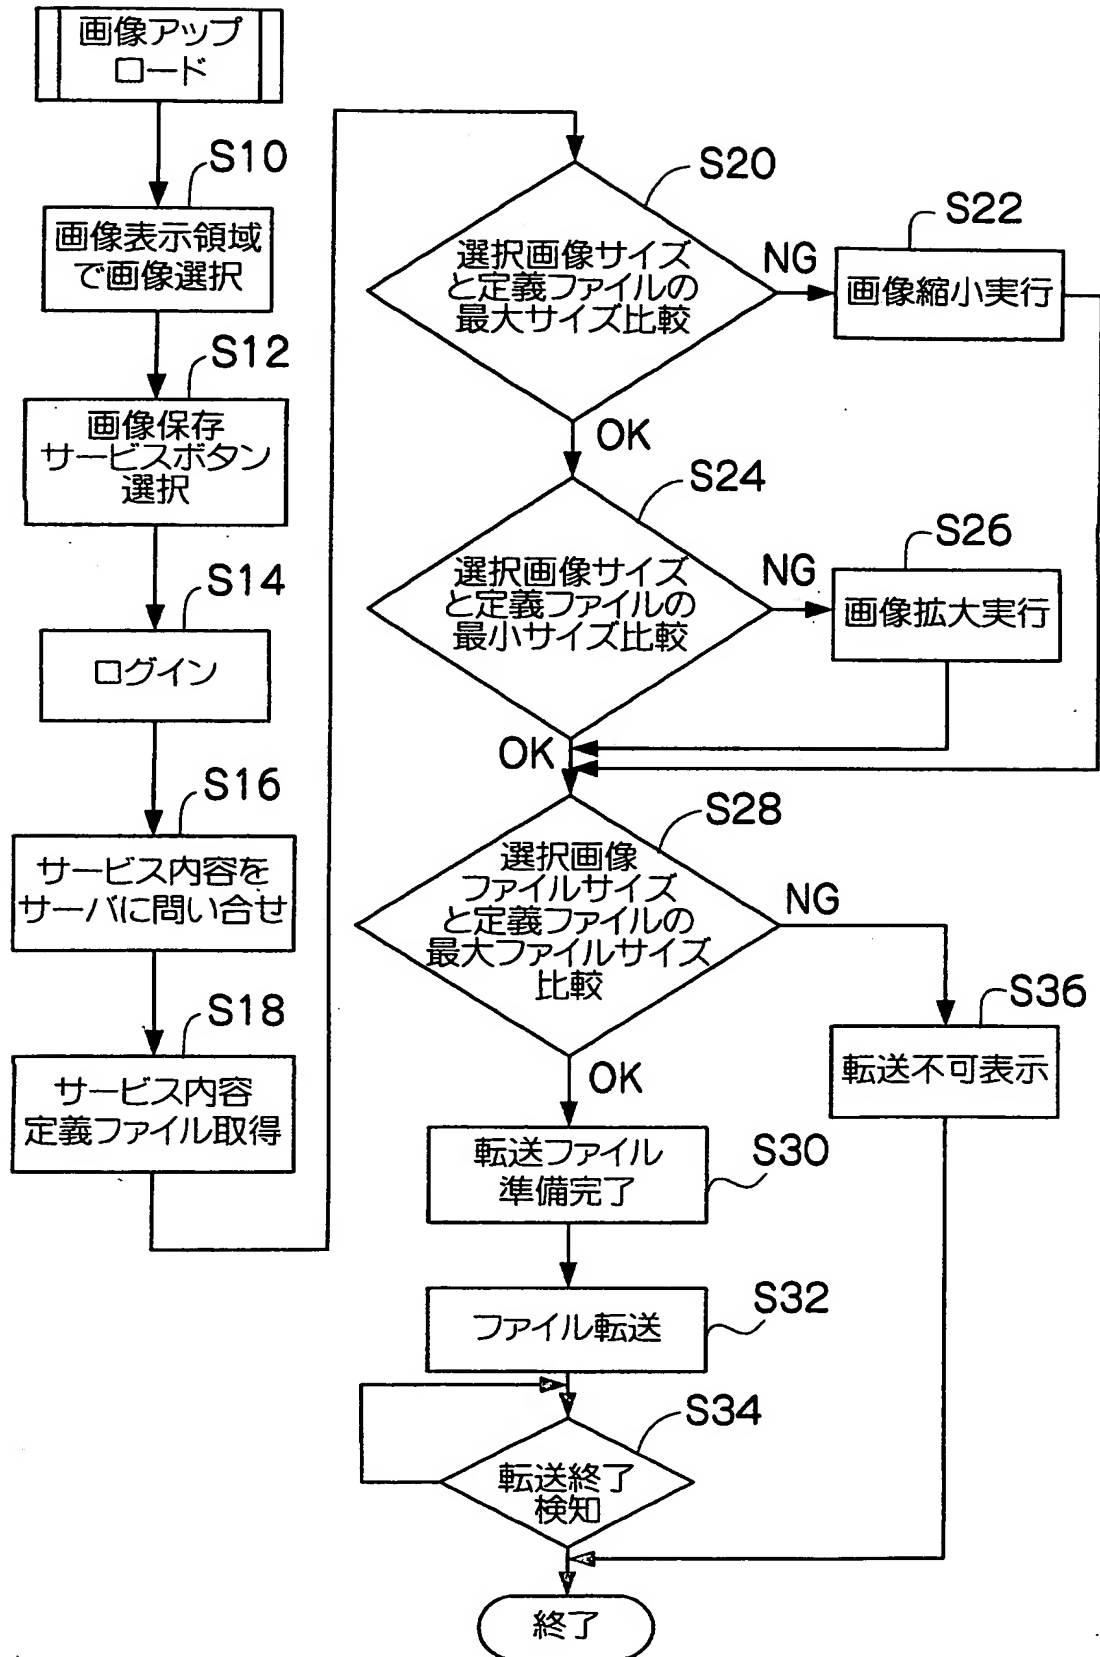 画像アップ
ロード
S10
画像表示領域
で画像選択
S12
画像保存
サービスボタン
選択
S14
ログイン
S16
サービス内容を
サーバに問い合せ
S18
サービス内容
定義ファイル取得
S20
選択画像サイズ
と定義ファイルの
最大サイズ比較
NG
S22
画像縮小実行
OK
S24
選択画像サイズ
と定義ファイルの
最小サイズ比較
NG
S26
画像拡大実行
OK
S28
選択画像
ファイルサイズ
と定義ファイルの
最大ファイルサイズ
比較
NG
S36
転送不可表示
OK
S30
転送ファイル
準備完了
S32
ファイル転送
S34
転送終了
検知
終了